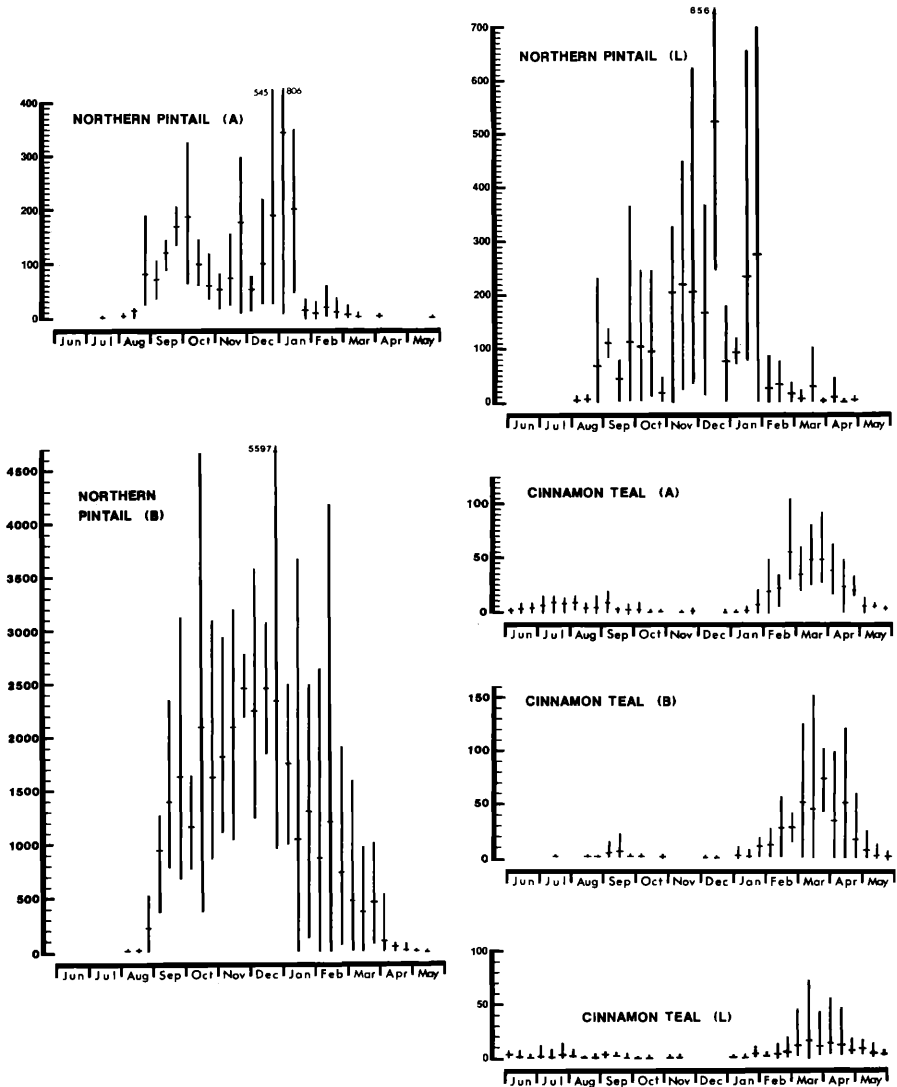 NORTHERN PINTAIL (A)
545
806
400
300
200
100
0
Jun Jul Aug Sep Oct Nov Dec Jan Feb Mar Apr May
NORTHERN PINTAIL (L)
656
700
600
500
400
300
200
100
0
Jun Jul Aug Sep Oct Nov Dec Jan Feb Mar Apr May
NORTHERN
PINTAIL (B)
5597
4500
4000
3500
3000
2500
2000
1500
1000
500
0
Jun Jul Aug Sep Oct Nov Dec Jan Feb Mar Apr May
CINNAMON TEAL (A)
100
50
0
Jun Jul Aug Sep Oct Nov Dec Jan Feb Mar Apr May
CINNAMON TEAL (B)
150
100
50
0
Jun Jul Aug Sep Oct Nov Dec Jan Feb Mar Apr May
CINNAMON TEAL (L)
100
50
0
Jun Jul Aug Sep Oct Nov Dec Jan Feb Mar Apr May